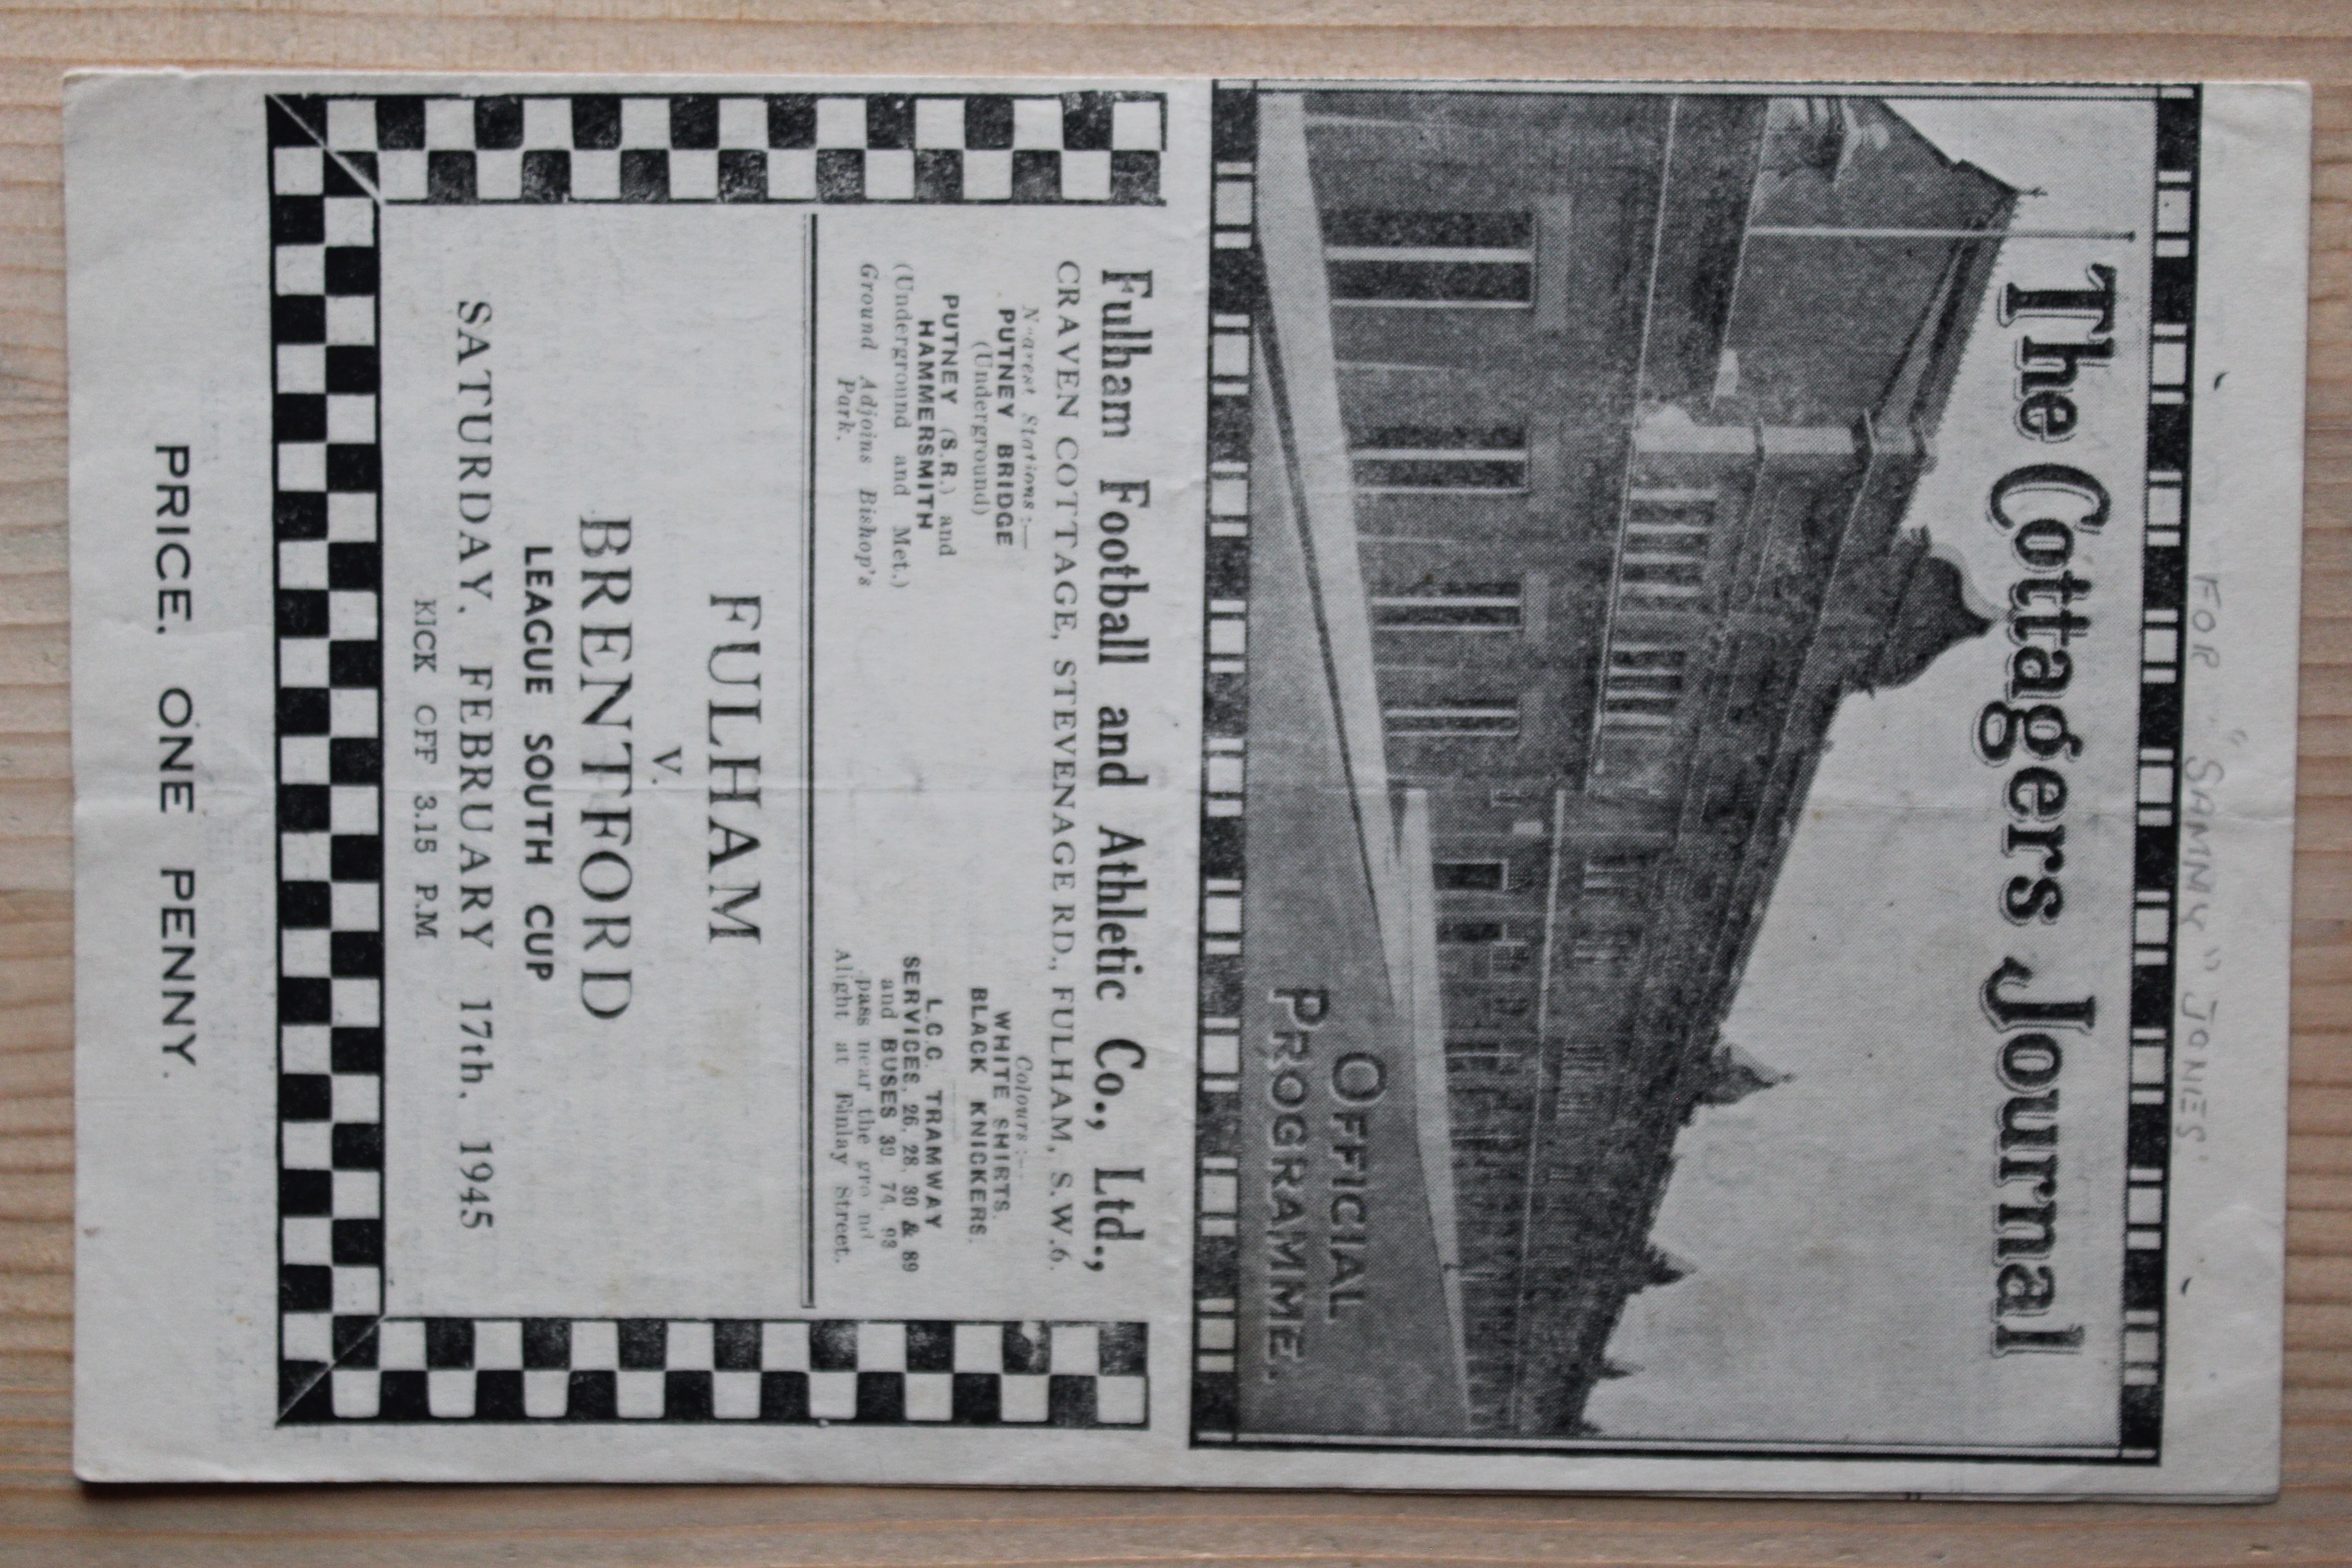 FOR "SAMMY" JONES
The Cottagers Journal
OFFICIAL
PROGRAMME.
Fulham Football and Athletic Co., Ltd.,
CRAVEN COTTAGE, STEVENAGE RD., FULHAM, S.W.6.
Nearest Stations:—
PUTNEY BRIDGE
(Underground)
PUTNEY (S.R.) and
HAMMERSMITH
(Underground and Met.)
Ground Adjoins Bishop's
Park.
Colours:—
WHITE SHIRTS.
BLACK KNICKERS.
L.C.C. TRAMWAY
SERVICES, 26, 28, 30 & 89
and BUSES 30 74, 93
pass near the gro nd
Alight at Finlay Street.
FULHAM
V.
BRENTFORD
LEAGUE SOUTH CUP
SATURDAY, FEBRUARY 17th, 1945
KICK OFF 3.15 P.M
PRICE. ONE PENNY.